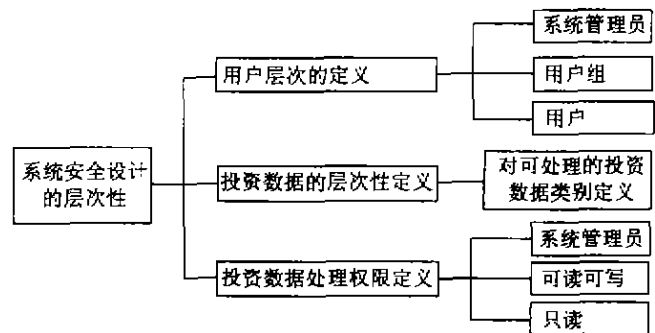 系统管理员
用户层次的定义
用户组
用户
系统安全设计
的层次性
投资数据的层次性定义
对可处理的投资
数据类别定义
系统管理员
投资数据处理权限定义
可读可写
只读